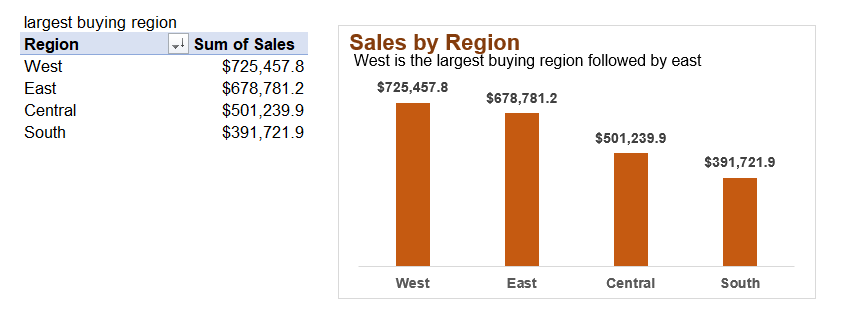 largest buying region
Region Sum of Sales
West $725,457.8
East $678,781.2
Central $501,239.9
South $391,721.9
Sales by Region
West is the largest buying region followed by east
$725,457.8
$678,781.2
$501,239.9
$391,721.9
West East Central South